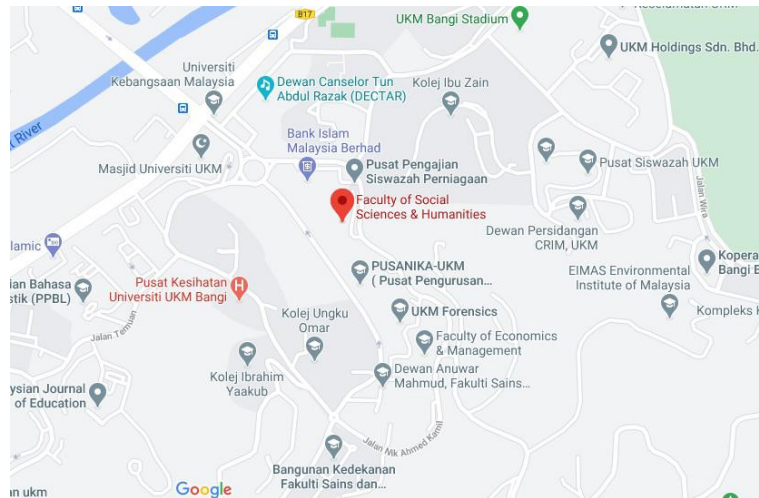 UKM Bangi Stadium
B17
UKM Holdings Sdn. Bhd.
Universiti
Kebangsaan Malaysia
Dewan Canselor Tun
Abdul Razak (DECTAR)
Kolej Ibu Zain
River
Bank Islam
Malaysia Berhad
Masjid Universiti UKM
Pusat Pengajian
Siswazah Perniagaan
Pusat Siswazah UKM
Jalan Wira
Faculty of Social
Sciences & Humanities
Dewan Persidangan
CRIM, UKM
lamic
Kopera
Bangi B
PUSANIKA-UKM
( Pusat Pengurusan...
EIMAS Environmental
Institute of Malaysia
ian Bahasa
stik (PPBL)
Pusat Kesihatan
Universiti UKM Bangi
Kompleks K
Jalan Temuan
Kolej Ungku
Omar
UKM Forensics
Faculty of Economics
& Management
Kolej Ibrahim
Yaakub
Dewan Anuwar
Mahmud, Fakulti Sains...
ysian Journal
of Education
Jalan Nik Ahmed Kamil
Bangunan Kedekanan
Fakulti Sains dan...
Google
an ukm